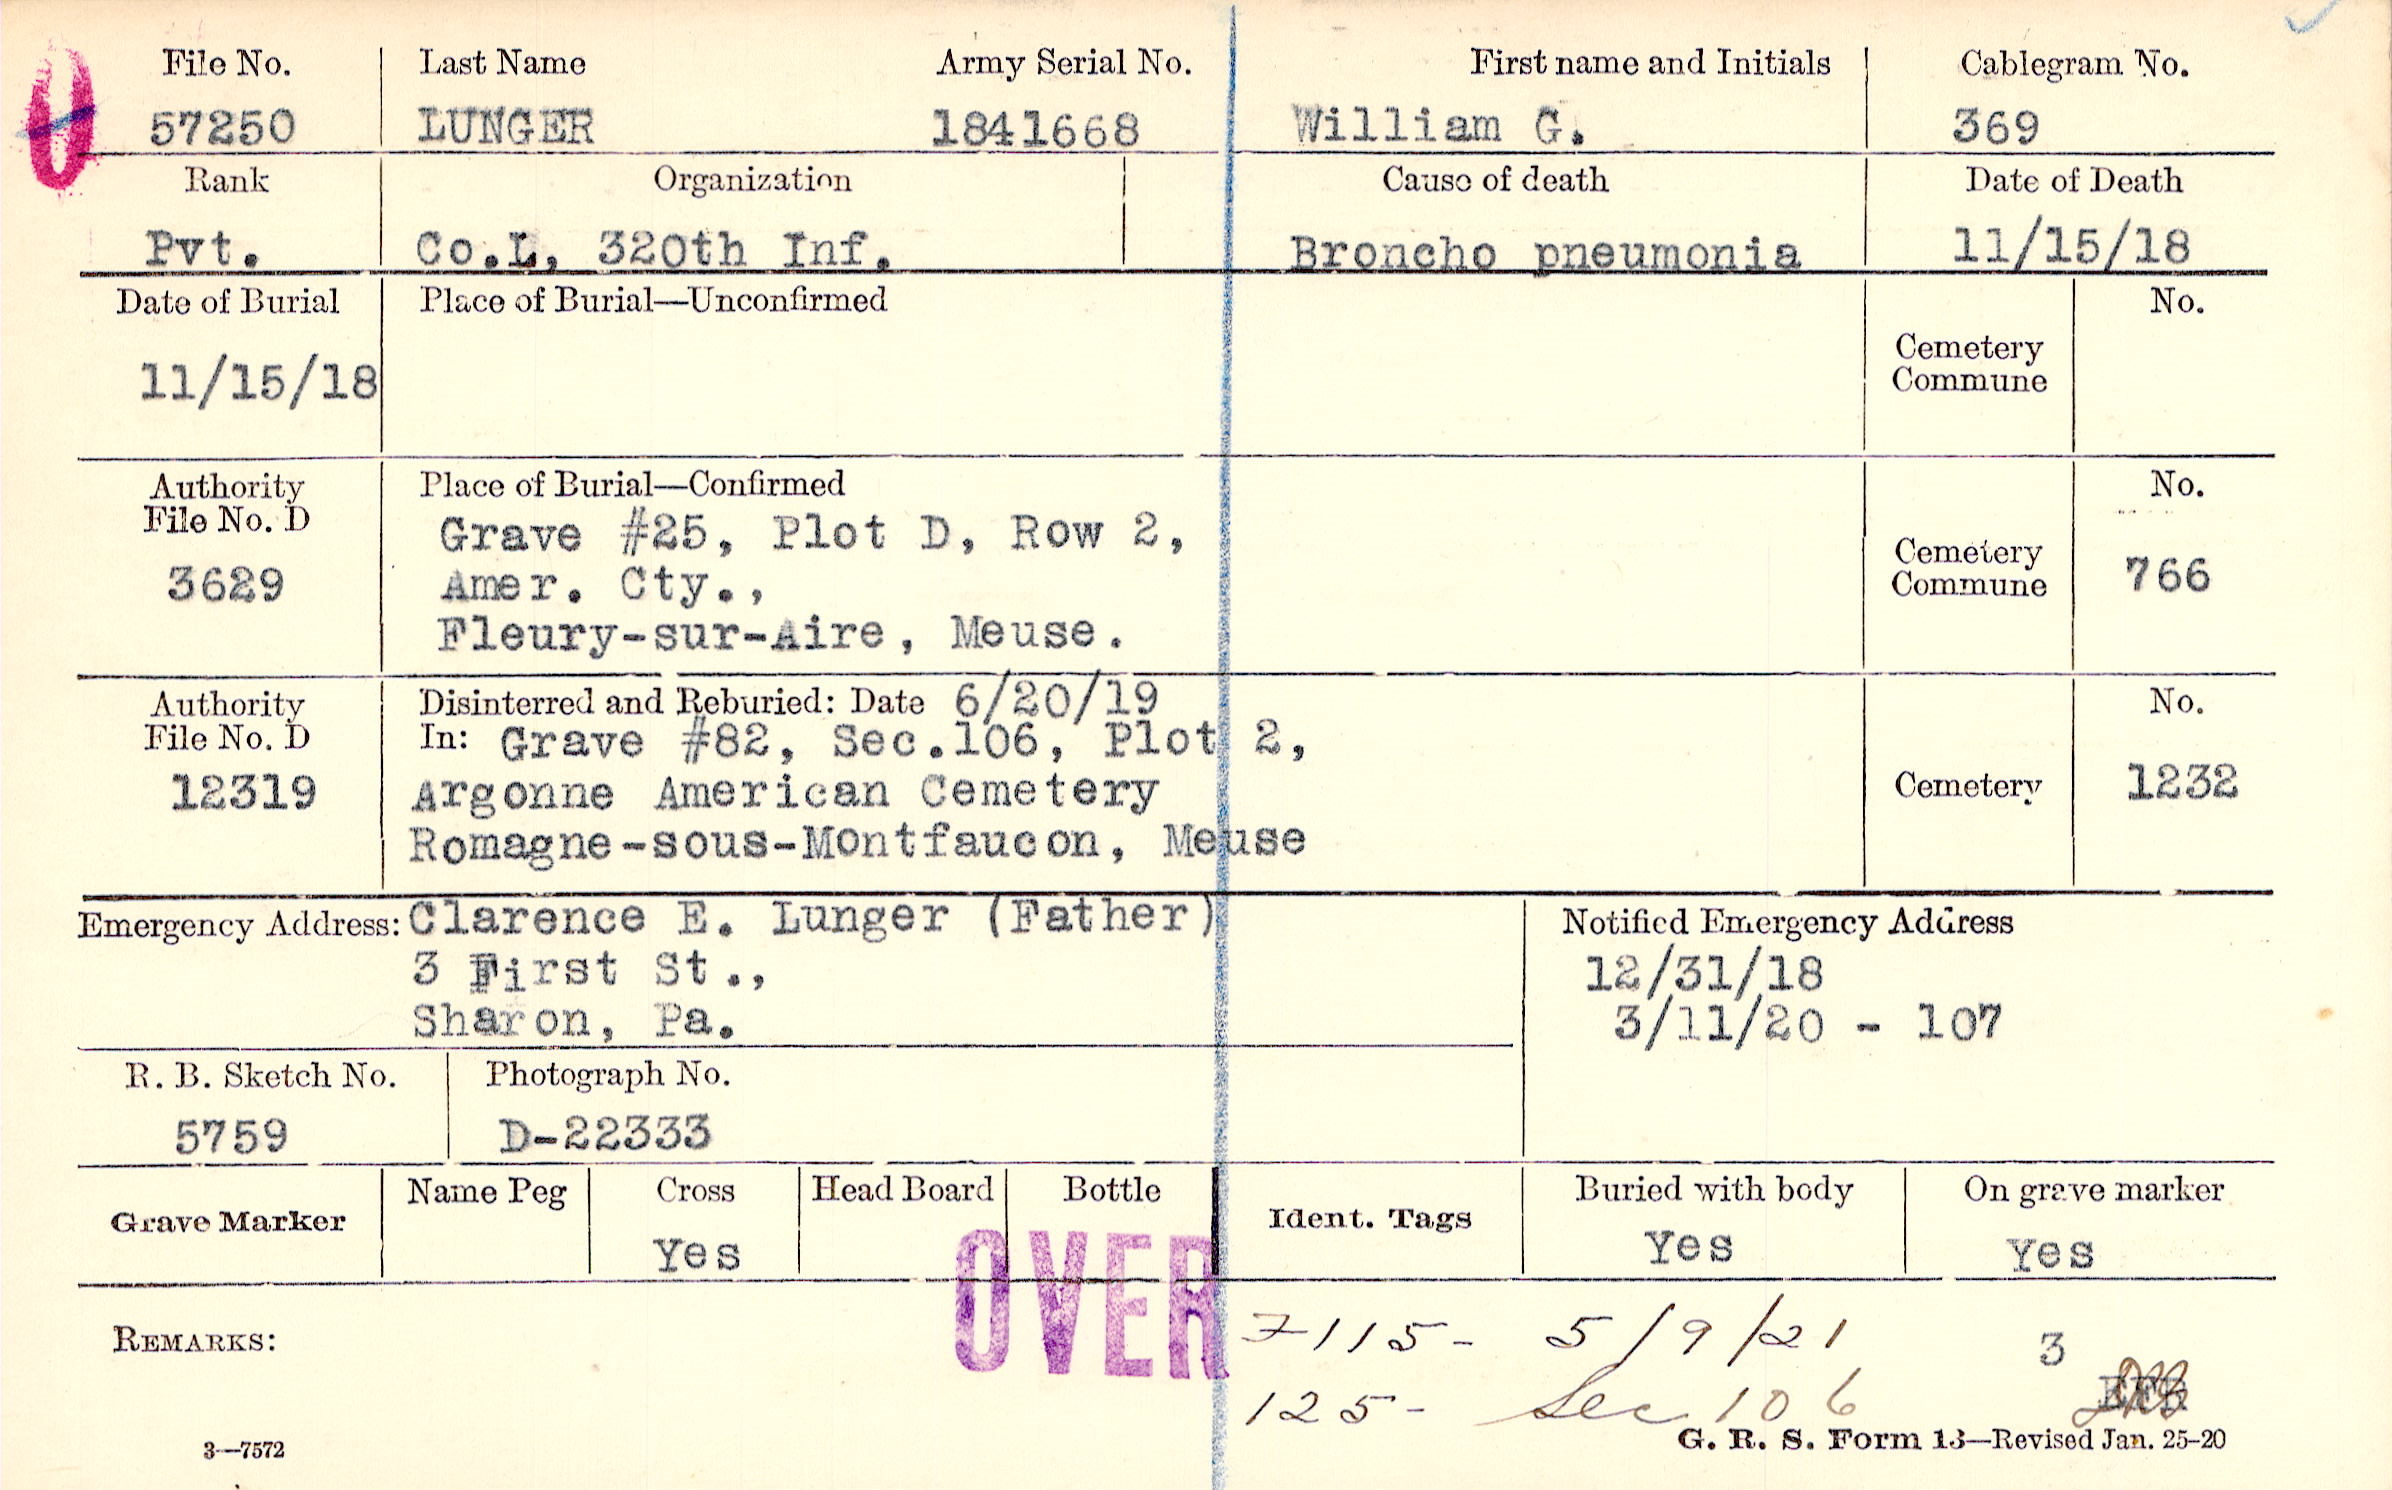 File No. Last Name Army Serial No. First name and Initials Cablegram No.
57250 LUNGER 1841668 William G. 369
Rank Organization Cause of death Date of Death
Pvt. Co.L, 320th Inf. Broncho pneumonia 11/15/18
Date of Burial Place of Burial—Unconfirmed No.
11/15/18
Cemetery
Commune
Authority
File No. D
3629
Place of Burial—Confirmed
Grave #25, Plot D, Row 2,
Amer. Cty.,
Fleury-sur-Aire, Meuse.
Cemetery
Commune
No.
766
Authority
File No. D
12319
Disinterred and Reburied: Date 6/20/19
In: Grave #82, Sec.106, Plot 2,
Argonne American Cemetery
Romagne-sous-Montfaucon, Meuse
Cemetery
No.
1232
Emergency Address: Clarence E. Lunger (Father)
3 First St.,
Sharon, Pa.
Notified Emergency Address
12/31/18
3/11/20 - 107
R. B. Sketch No. Photograph No.
5759 D-22333
Grave Marker
Name Peg Cross Head Board Bottle
Yes
Ident. Tags
Buried with body On grave marker
Yes Yes
OVER
REMARKS:
7115- 5/9/21
125- Sec 106
3
3—7572
G. R. S. Form 13—Revised Jan. 25-20